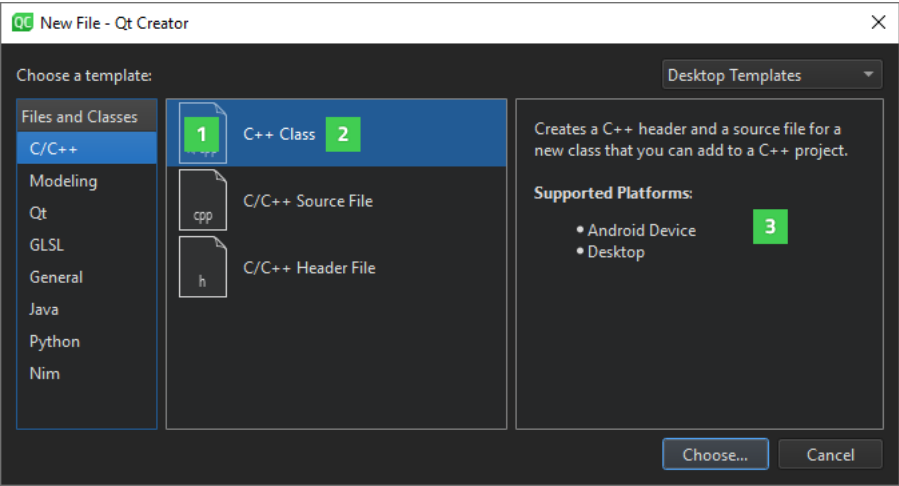 QC New File - Qt Creator
Choose a template:
Desktop Templates
Files and Classes
C/C++
Modeling
Qt
GLSL
General
Java
Python
Nim
1
C++ Class
2
cpp
C/C++ Source File
h
C/C++ Header File
Creates a C++ header and a source file for a
new class that you can add to a C++ project.
Supported Platforms:
• Android Device
• Desktop
3
Choose...
Cancel